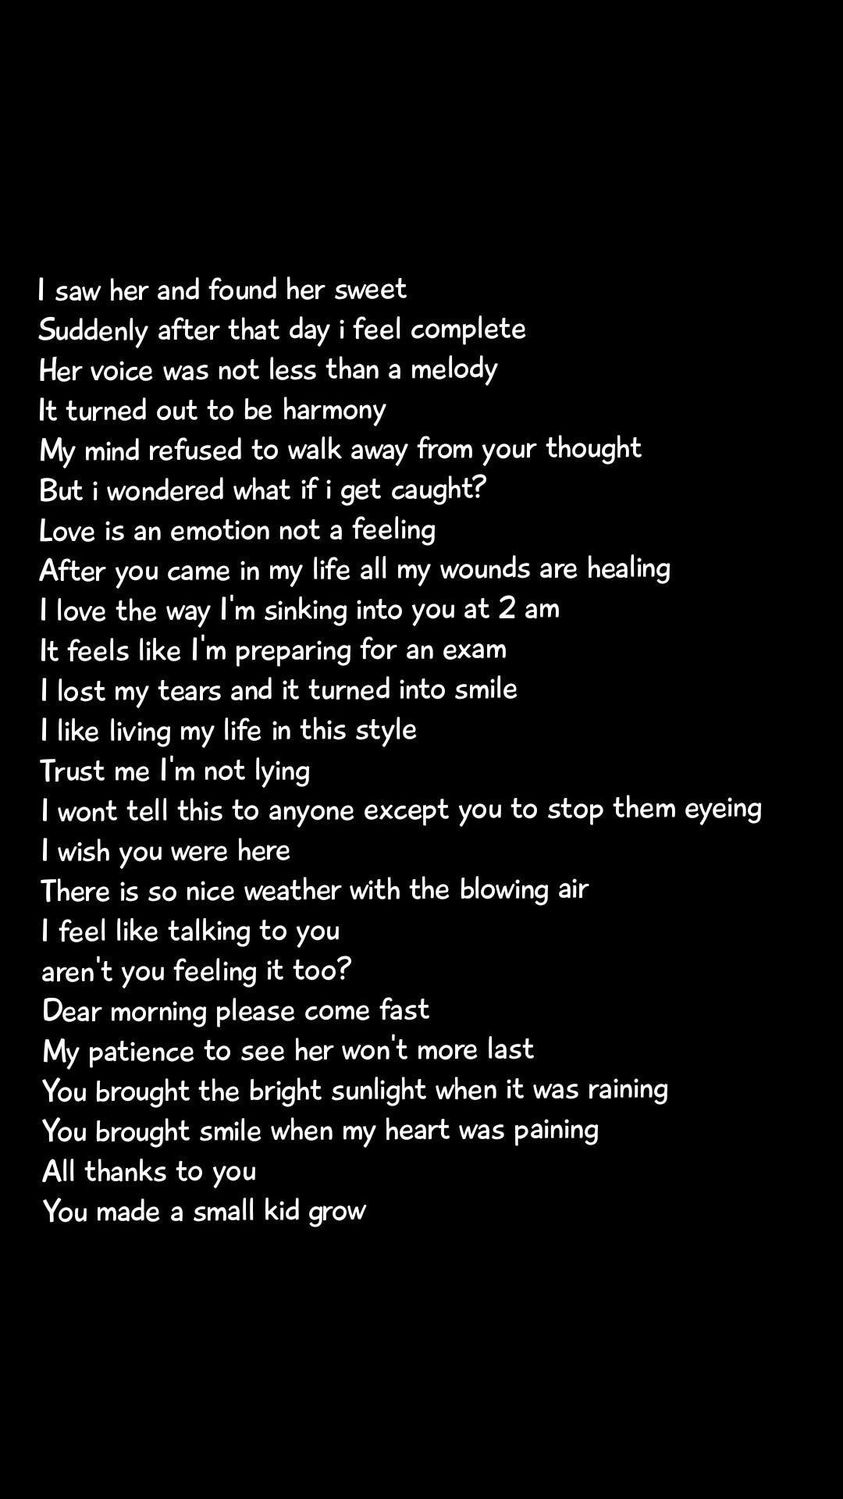 I saw her and found her sweet
Suddenly after that day i feel complete
Her voice was not less than a melody
It turned out to be harmony
My mind refused to walk away from your thought
But i wondered what if i get caught?
Love is an emotion not a feeling
After you came in my life all my wounds are healing
I love the way I'm sinking into you at 2 am
It feels like I'm preparing for an exam
I lost my tears and it turned into smile
I like living my life in this style
Trust me I'm not lying
I wont tell this to anyone except you to stop them eyeing
I wish you were here
There is so nice weather with the blowing air
I feel like talking to you
aren't you feeling it too?
Dear morning please come fast
My patience to see her won't more last
You brought the bright sunlight when it was raining
You brought smile when my heart was paining
All thanks to you
You made a small kid grow